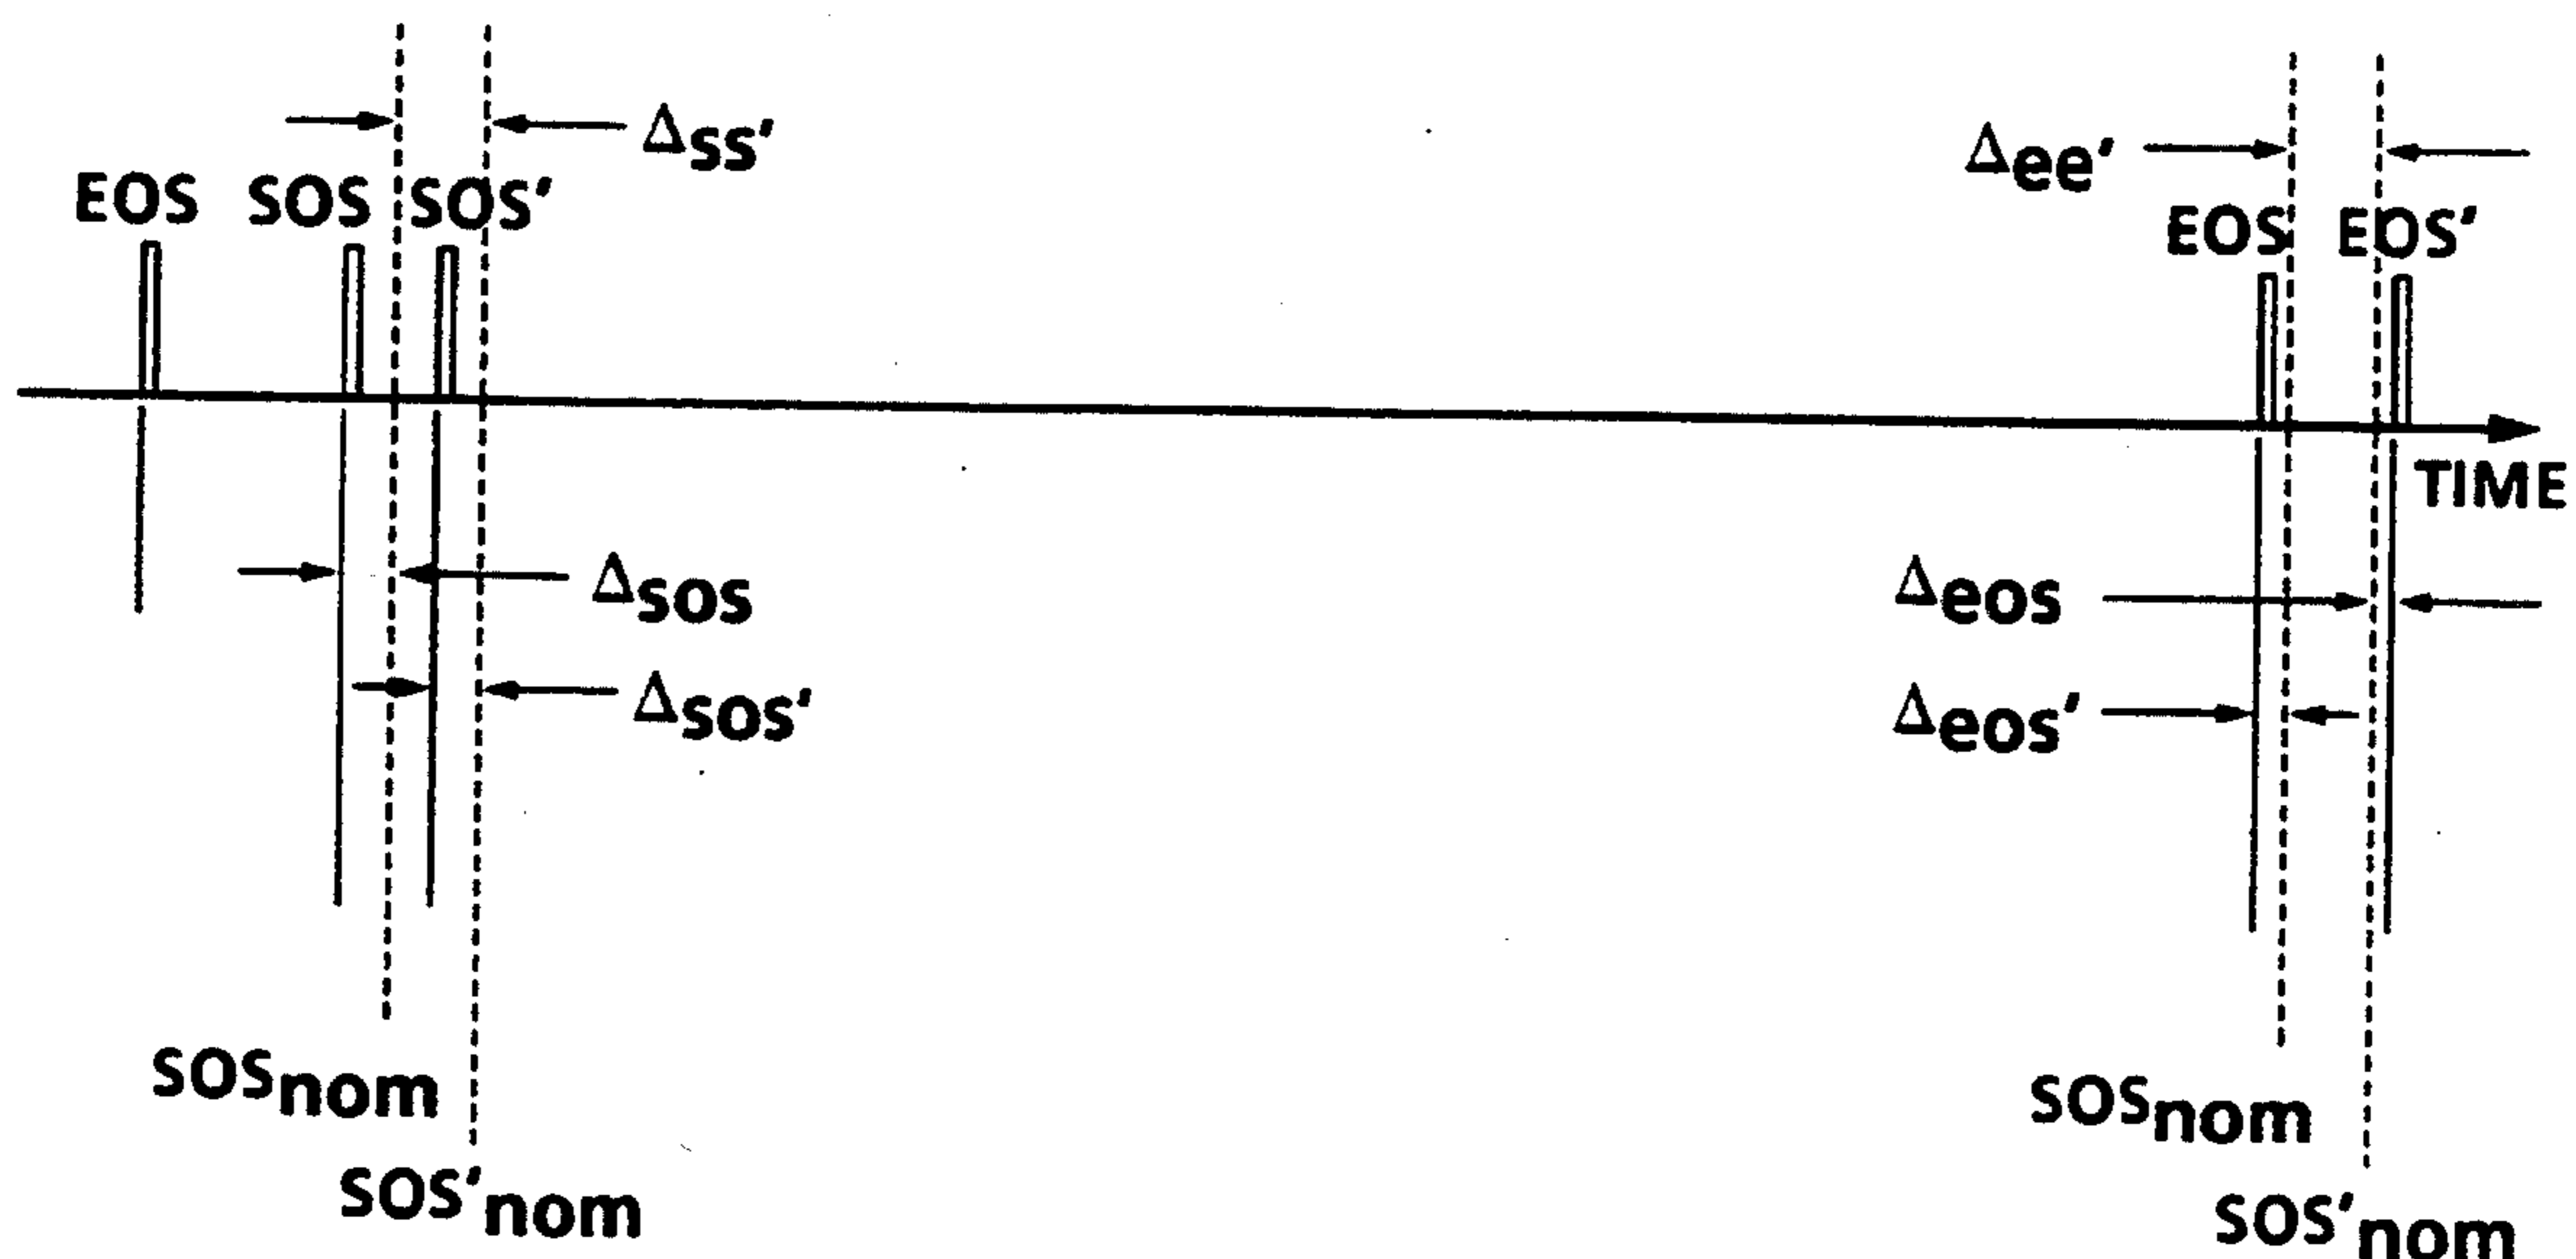 Δss'
Δee'
EOS SOS SOS'
EOS EOS'
TIME
Δsos
Δeos
Δsos'
Δeos'
SOSnom
SOSnom
SOS'nom
SOS'nom